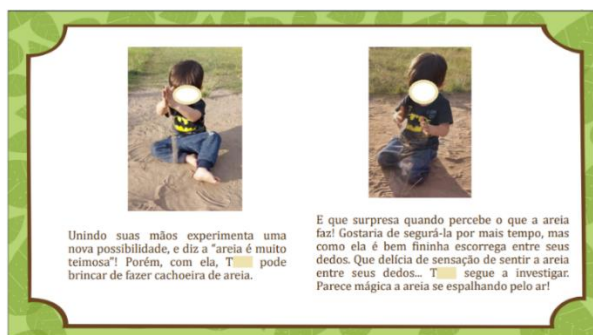 Unindo suas mãos experimenta uma
nova possibilidade, e diz a "areia é muito
teimosa"! Porém, com ela, T pode
brincar de fazer cachoeira de areia.
E que surpresa quando percebe o que a areia
faz! Gostaria de segurá-la por mais tempo, mas
como ela é bem fininha escorrega entre seus
dedos. Que delícia de sensação de sentir a areia
entre seus dedos... T segue a investigar.
Parece mágica a areia se espalhando pelo ar!